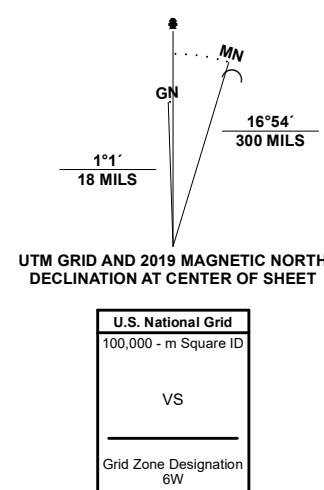 MN
GN
1°1´
18 MILS
16°54´
300 MILS
UTM GRID AND 2019 MAGNETIC NORTH
DECLINATION AT CENTER OF SHEET
U.S. National Grid
100,000 - m Square ID
VS
Grid Zone Designation
6W